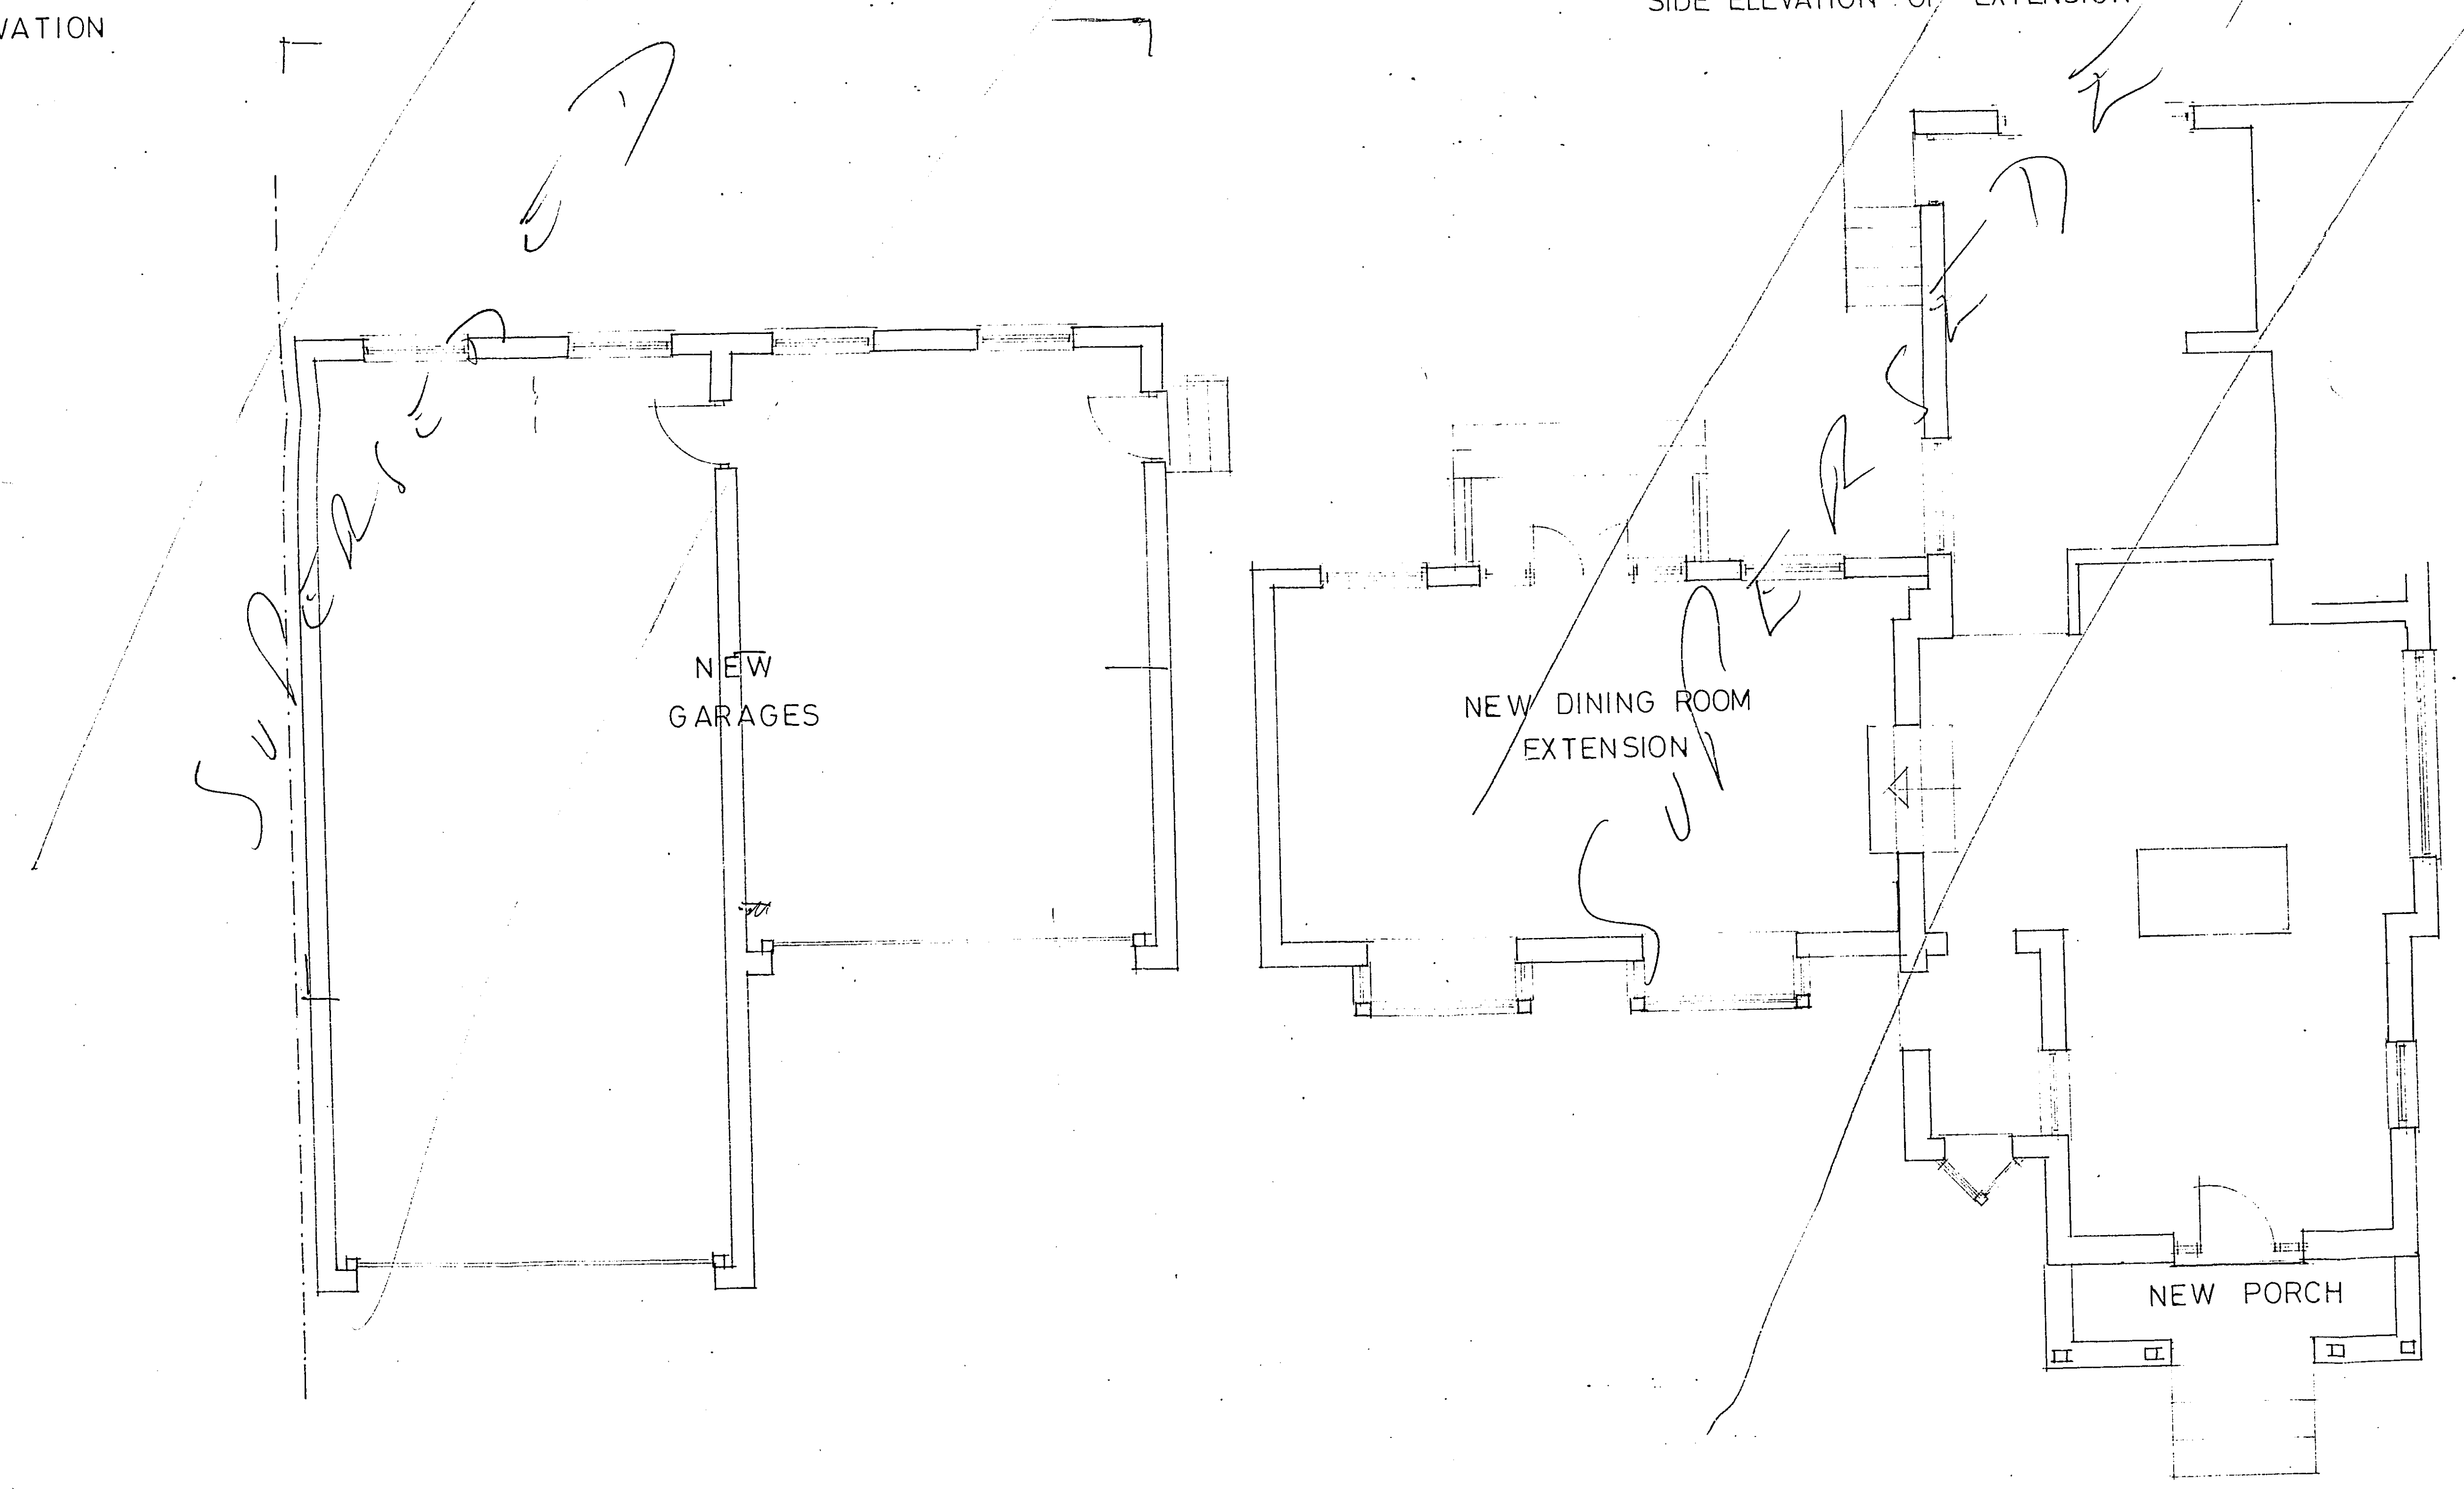 VATION
SIDE ELEVATION OF EXTENSION
SUPERSEDED
SUPERSEDED
NEW
GARAGES
NEW DINING ROOM
EXTENSION
NEW PORCH